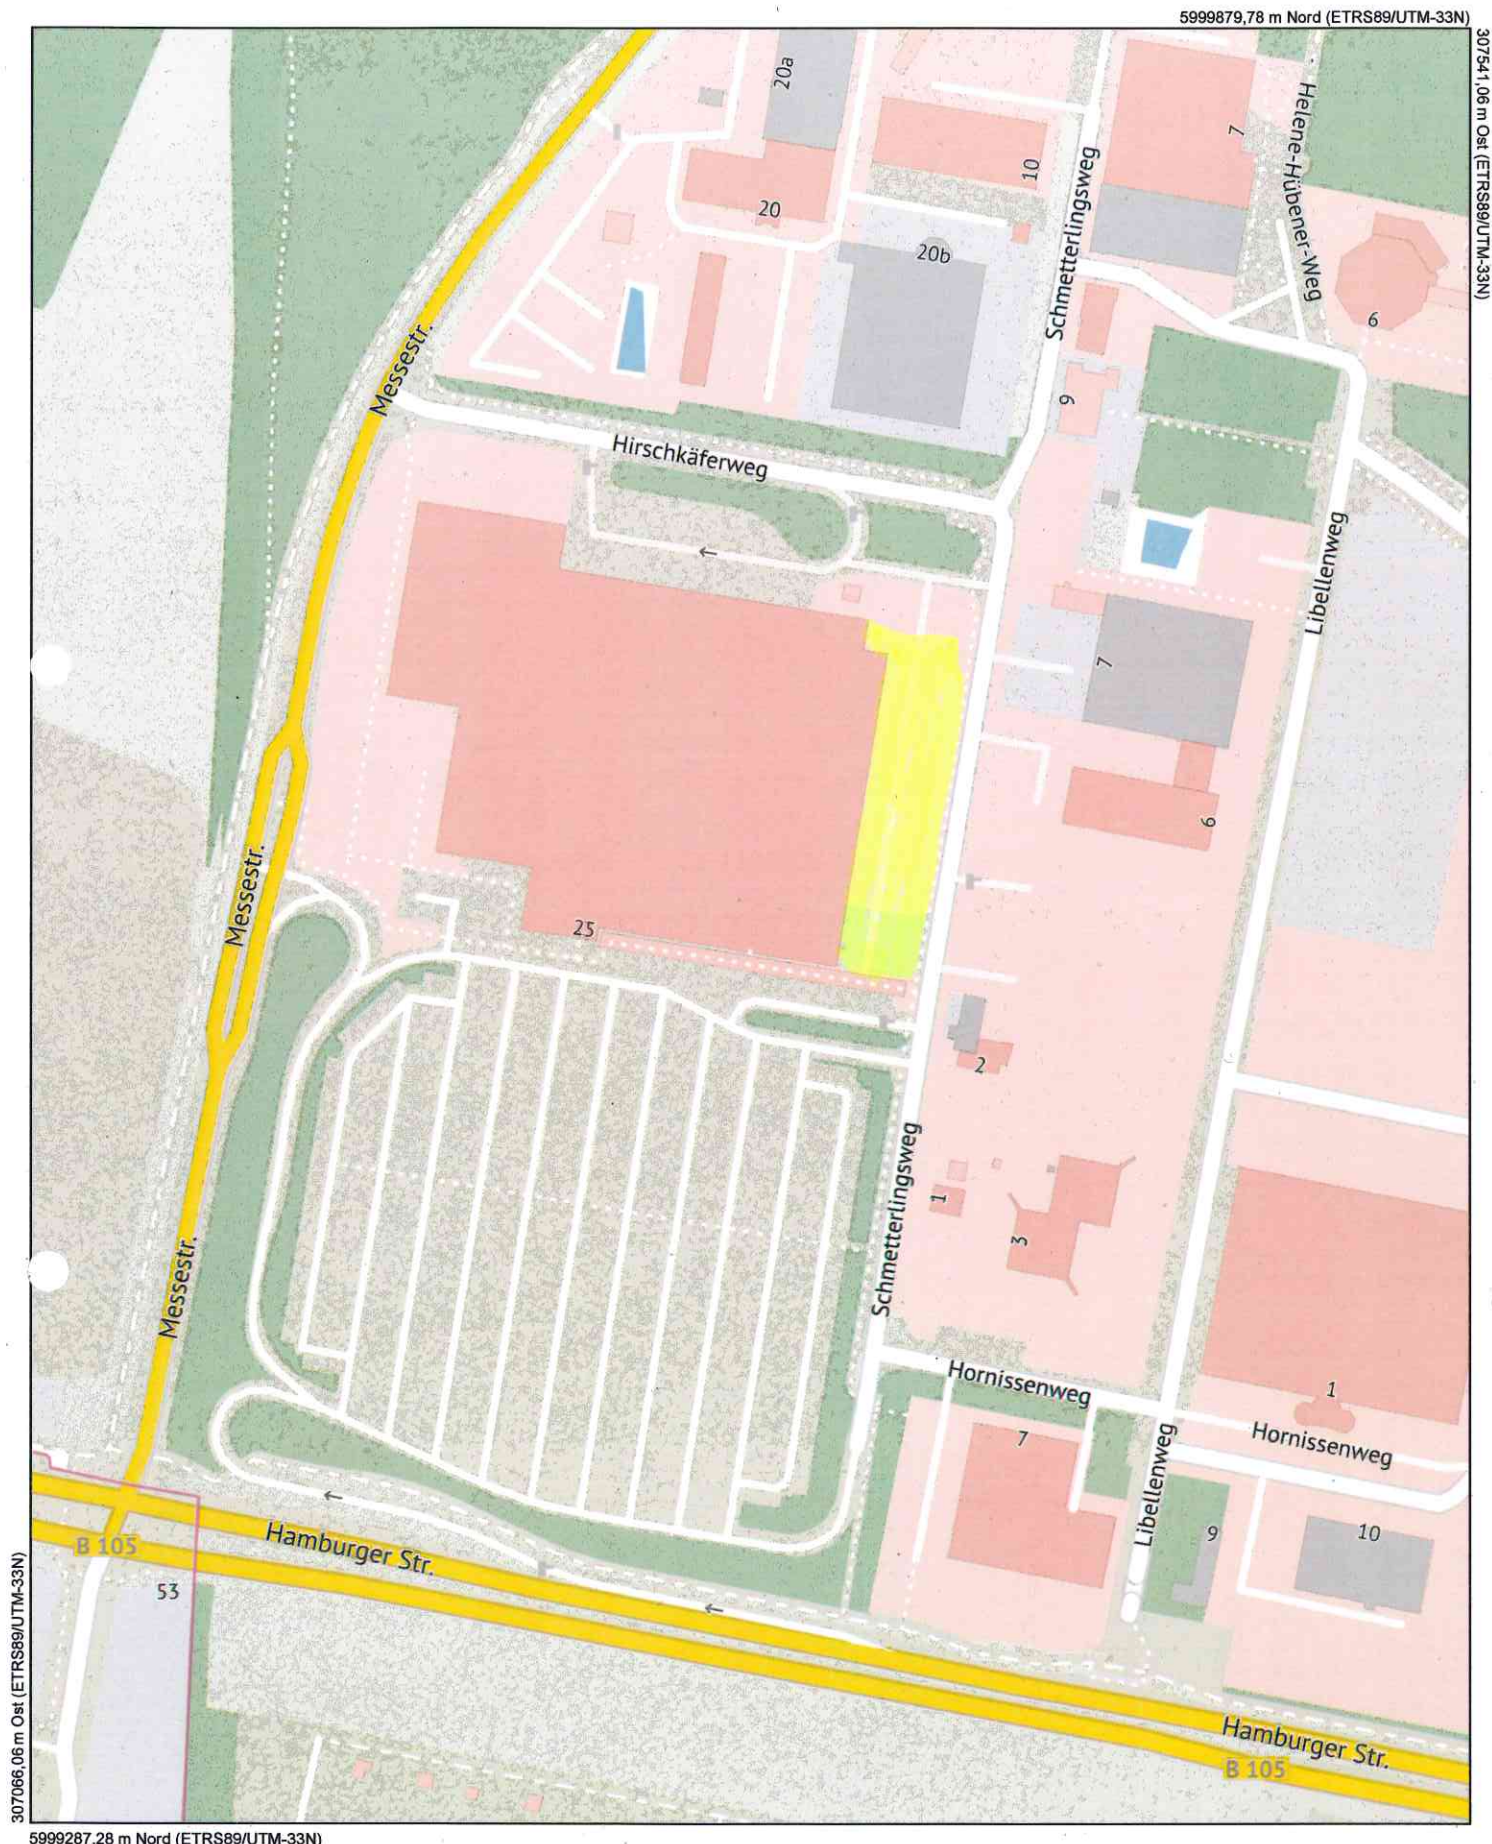 5999879,78 m Nord (ETRS89/UTM-33N)
307541,06 m Ost (ETRS89/UTM-33N)
20a
7
Helene-Hübener-Weg
10
Schmetterlingsweg
20
20b
6
Messestr.
9
Hirschkäferweg
←
Libellenweg
7
6
Messestr.
25
2
Schmetterlingsweg
1
3
Messestr.
Hornissenweg
1
7
Hornissenweg
Libellenweg
←
9
10
Hamburger Str.
B 105
53
←
Hamburger Str.
B 105
307066,06 m Ost (ETRS89/UTM-33N)
5999287,28 m Nord (ETRS89/UTM-33N)